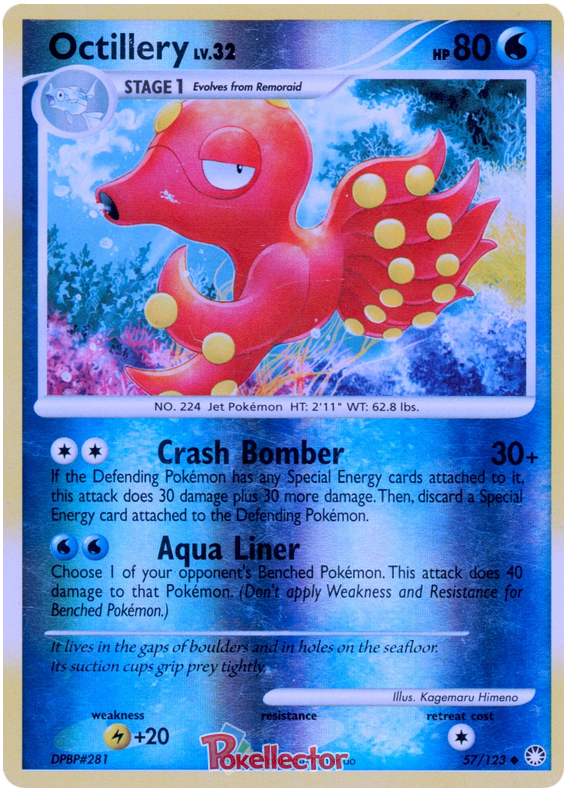 Octillery LV.32 HP 80
STAGE 1 Evolves from Remoraid
NO. 224 Jet Pokémon HT: 2'11" WT: 62.8 lbs.
Crash Bomber 30+
If the Defending Pokémon has any Special Energy cards attached to it,
this attack does 30 damage plus 30 more damage. Then, discard a Special
Energy card attached to the Defending Pokémon.
Aqua Liner
Choose 1 of your opponent's Benched Pokémon. This attack does 40
damage to that Pokémon. (Don't apply Weakness and Resistance for
Benched Pokémon.)
It lives in the gaps of boulders and in holes on the seafloor.
Its suction cups grip prey tightly.
Illus. Kagemaru Himeno
weakness resistance retreat cost
+20
DPBP#281 Pokellector 57/123